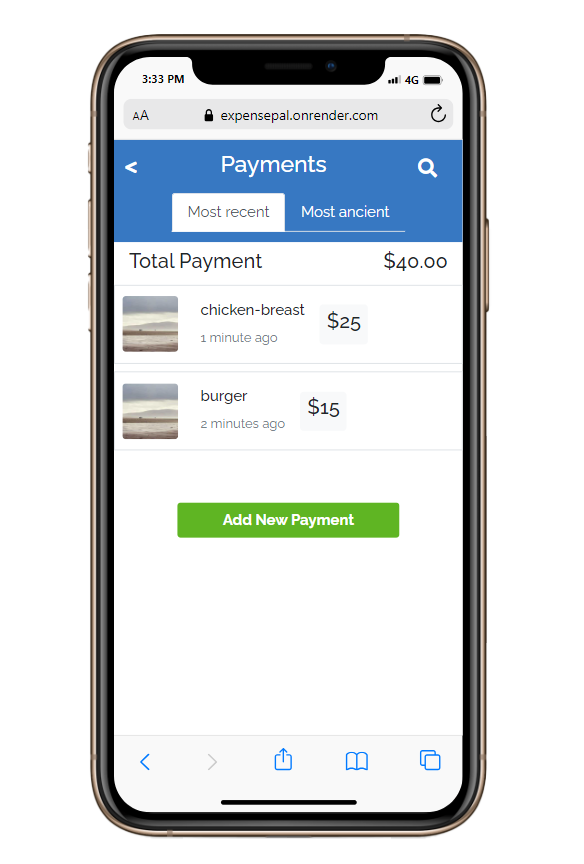 3:33 PM 4G
AA expensepal.onrender.com
< Payments
Most recent Most ancient
Total Payment $40.00
chicken-breast $25
1 minute ago
burger $15
2 minutes ago
Add New Payment